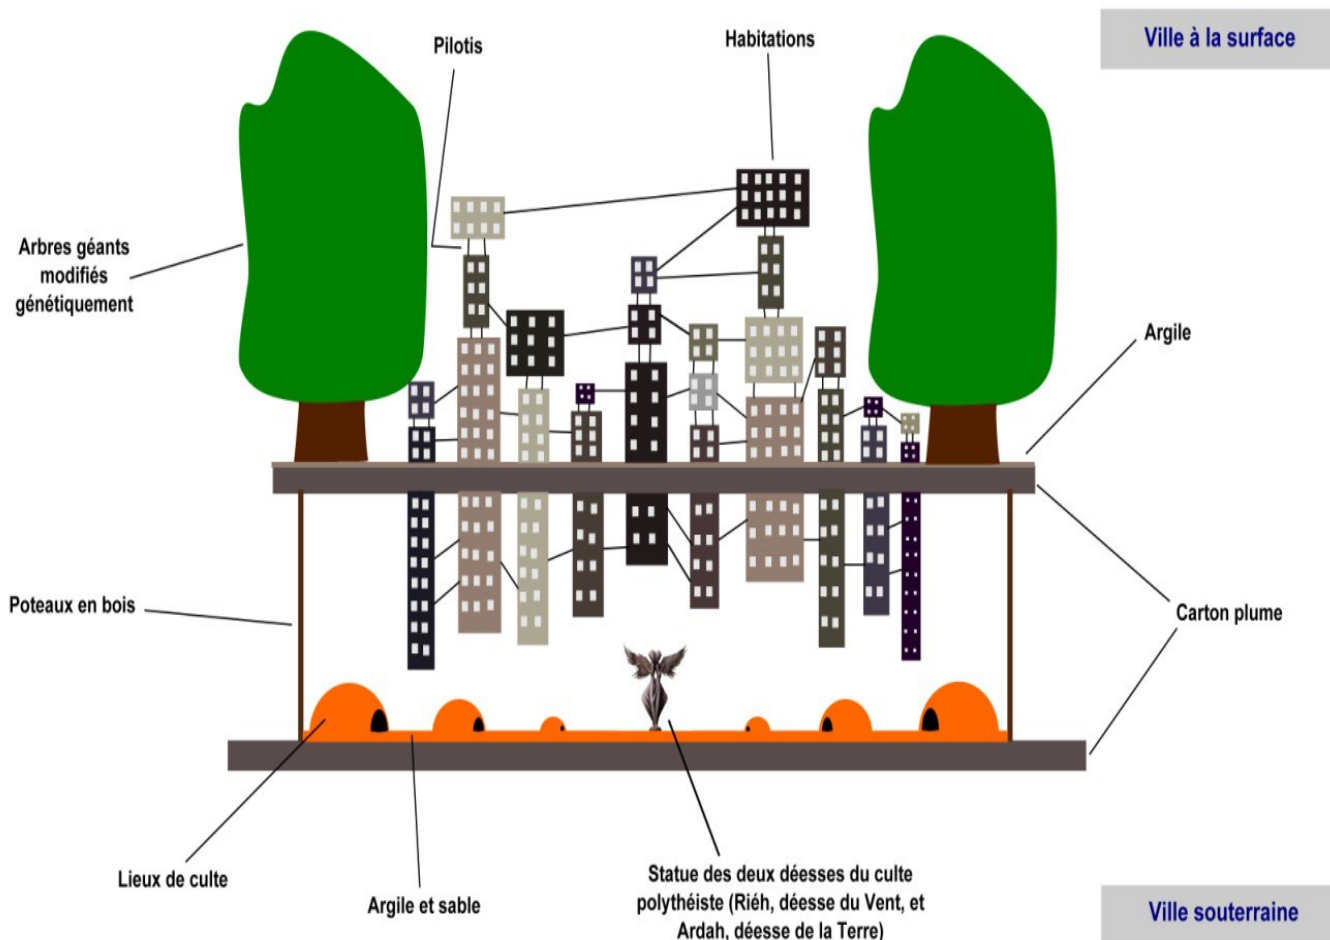 Ville à la surface
Pilotis
Habitations
Arbres géants
modifiés
génétiquement
Argile
Poteaux en bois
Carton plume
Lieux de culte
Argile et sable
Statue des deux déesses du culte
polythéiste (Riéh, déesse du Vent, et
Ardah, déesse de la Terre)
Ville souterraine